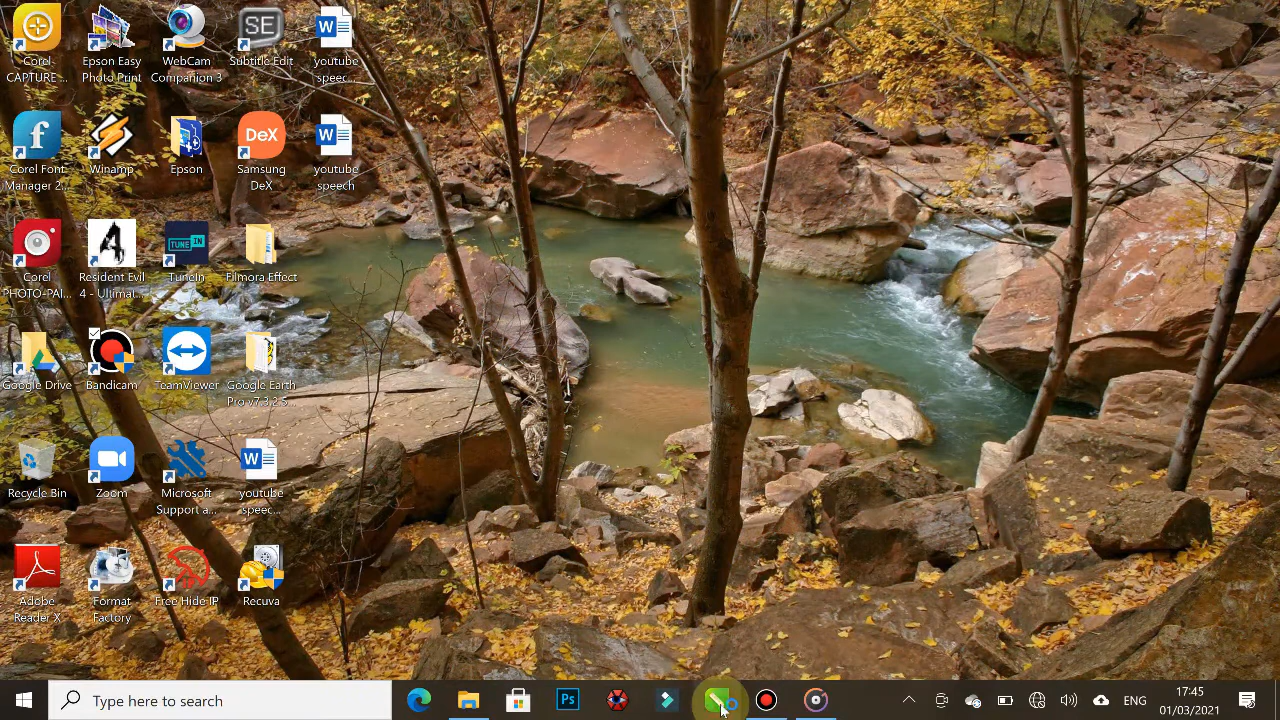 Corel
CAPTURE ...
Epson Easy
Photo Print
WebCam
Companion 3
SE
Subtitle Edit
W
youtube
speec...
f
Corel Font
Manager 2...
Winamp
Epson
DeX
Samsung
DeX
W
youtube
speech
Corel
PHOTO-PAI...
4
Resident Evil
4 - Ultimat...
TUNE IN
TuneIn
Filmora Effect
Google Drive
Bandicam
TeamViewer
Google Earth
Pro v7.3.2.5...
Recycle Bin
Zoom
Microsoft
Support a...
W
youtube
speec...
Adobe
Reader X
Format
Factory
Free Hide IP
Recuva
Type here to search
Ps
ENG
17:45
01/03/2021